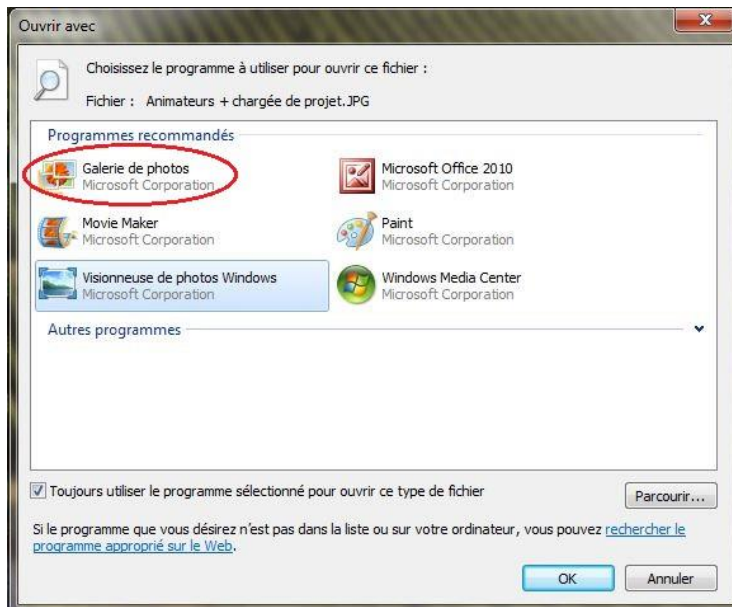 Ouvrir avec
Choisissez le programme à utiliser pour ouvrir ce fichier :
Fichier : Animateurs + chargée de projet.JPG
Programmes recommandés
Galerie de photos
Microsoft Corporation
Microsoft Office 2010
Microsoft Corporation
Movie Maker
Microsoft Corporation
Paint
Microsoft Corporation
Visionneuse de photos Windows
Microsoft Corporation
Windows Media Center
Microsoft Corporation
Autres programmes
Toujours utiliser le programme sélectionné pour ouvrir ce type de fichier
Parcourir...
Si le programme que vous désirez n'est pas dans la liste ou sur votre ordinateur, vous pouvez rechercher le
programme approprié sur le Web.
OK
Annuler